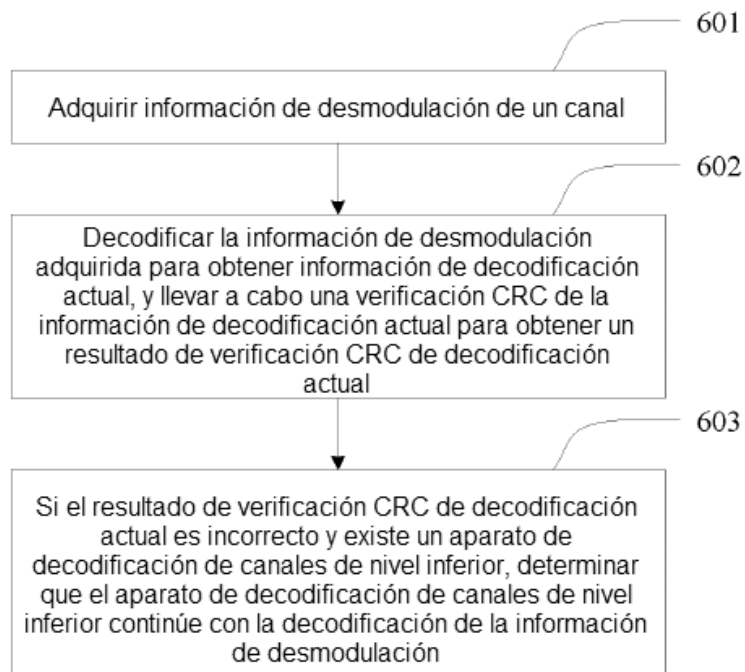 601
Adquirir información de desmodulación de un canal
602
Decodificar la información de desmodulación
adquirida para obtener información de decodificación
actual, y llevar a cabo una verificación CRC de la
información de decodificación actual para obtener un
resultado de verificación CRC de decodificación
actual
603
Si el resultado de verificación CRC de decodificación
actual es incorrecto y existe un aparato de
decodificación de canales de nivel inferior, determinar
que el aparato de decodificación de canales de nivel
inferior continúe con la decodificación de la información
de desmodulación